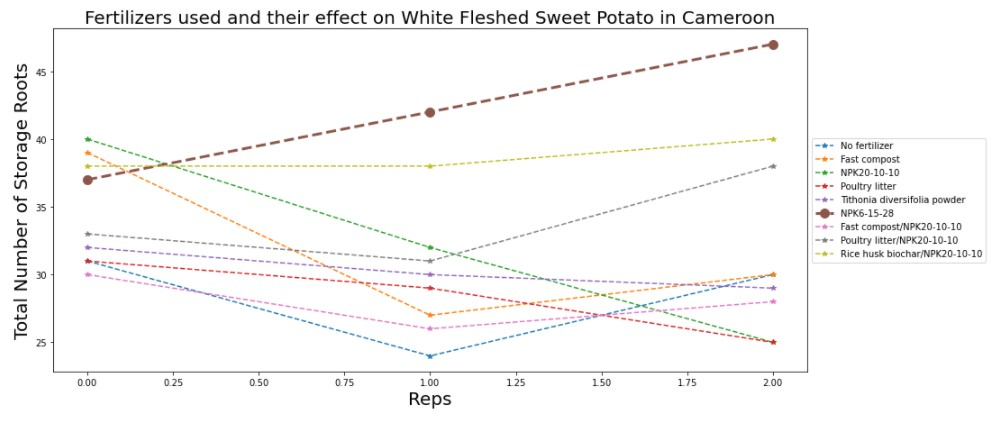 Fertilizers used and their effect on White Fleshed Sweet Potato in Cameroon
Total Number of Storage Roots
45
40
35
30
25
0.00 0.25 0.50 0.75 1.00 1.25 1.50 1.75 2.00
Reps
No fertilizer
Fast compost
NPK20-10-10
Poultry litter
Tithonia diversifolia powder
NPK6-15-28
Fast compost/NPK20-10-10
Poultry litter/NPK20-10-10
Rice husk biochar/NPK20-10-10